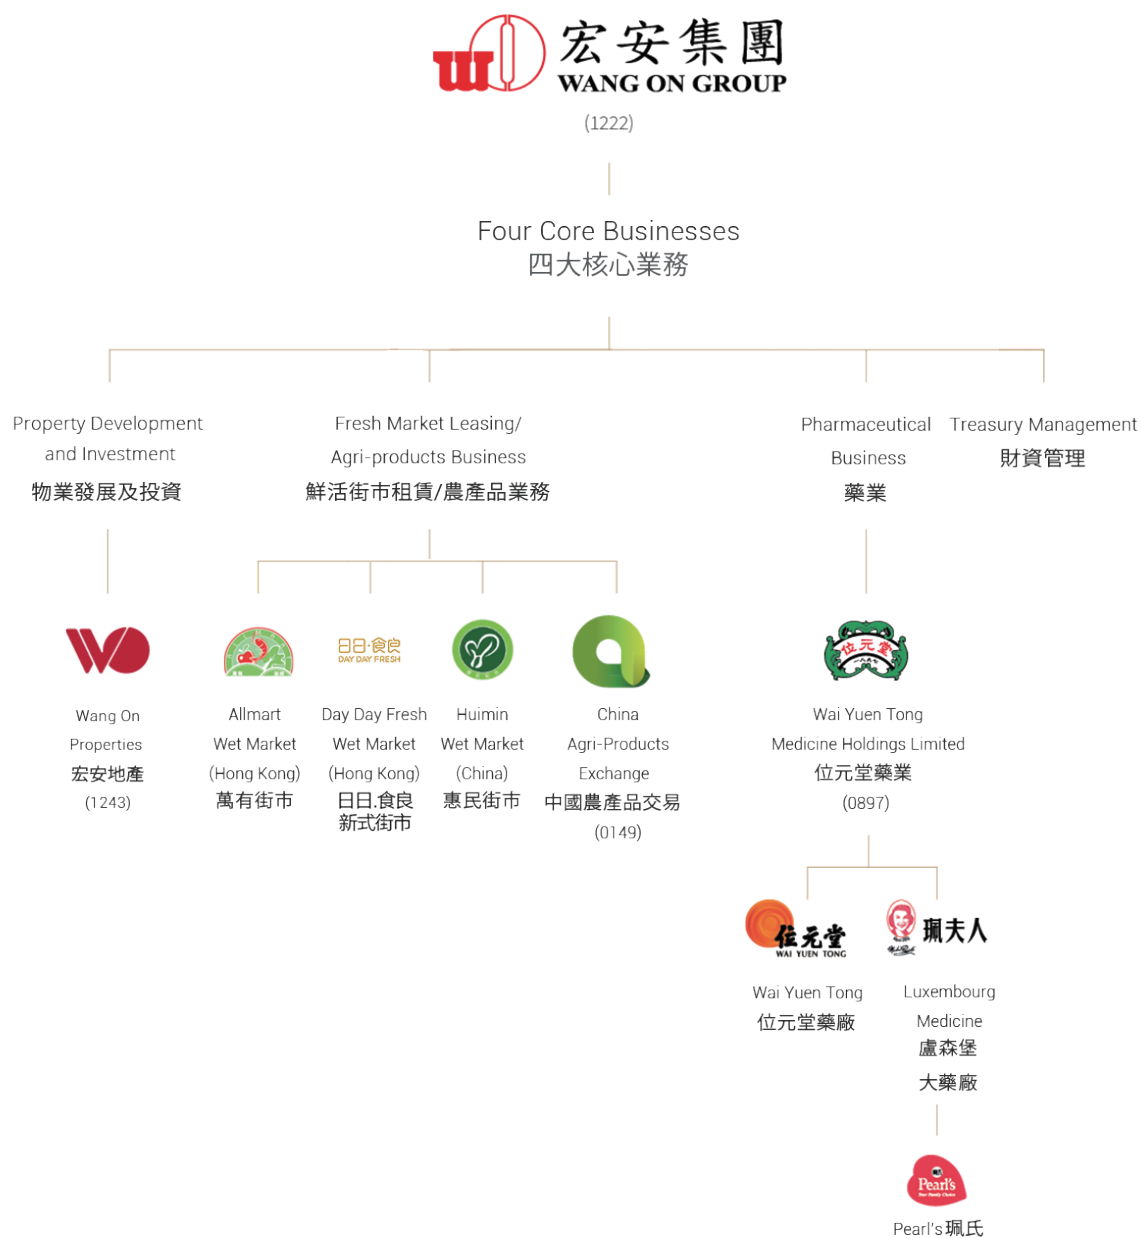 宏安集團
WANG ON GROUP
(1222)
Four Core Businesses
四大核心業務
Property Development
and Investment
物業發展及投資
Fresh Market Leasing/
Agri-products Business
鮮活街市租賃/農產品業務
Pharmaceutical
Business
藥業
Treasury Management
財資管理
Wang On
Properties
宏安地產
(1243)
Allmart
Wet Market
(Hong Kong)
萬有街市
日日·食良
DAY DAY FRESH
Day Day Fresh
Wet Market
(Hong Kong)
日日.食良
新式街市
Huimin
Wet Market
(China)
惠民街市
China
Agri-Products
Exchange
中國農產品交易
(0149)
位元堂
一八九七
Wai Yuen Tong
Medicine Holdings Limited
位元堂藥業
(0897)
位元堂
WAI YUEN TONG
Wai Yuen Tong
位元堂藥廠
珮夫人
Luxembourg
Medicine
盧森堡
大藥廠
Pearl's
Your Family Choice
Pearl's 珮氏